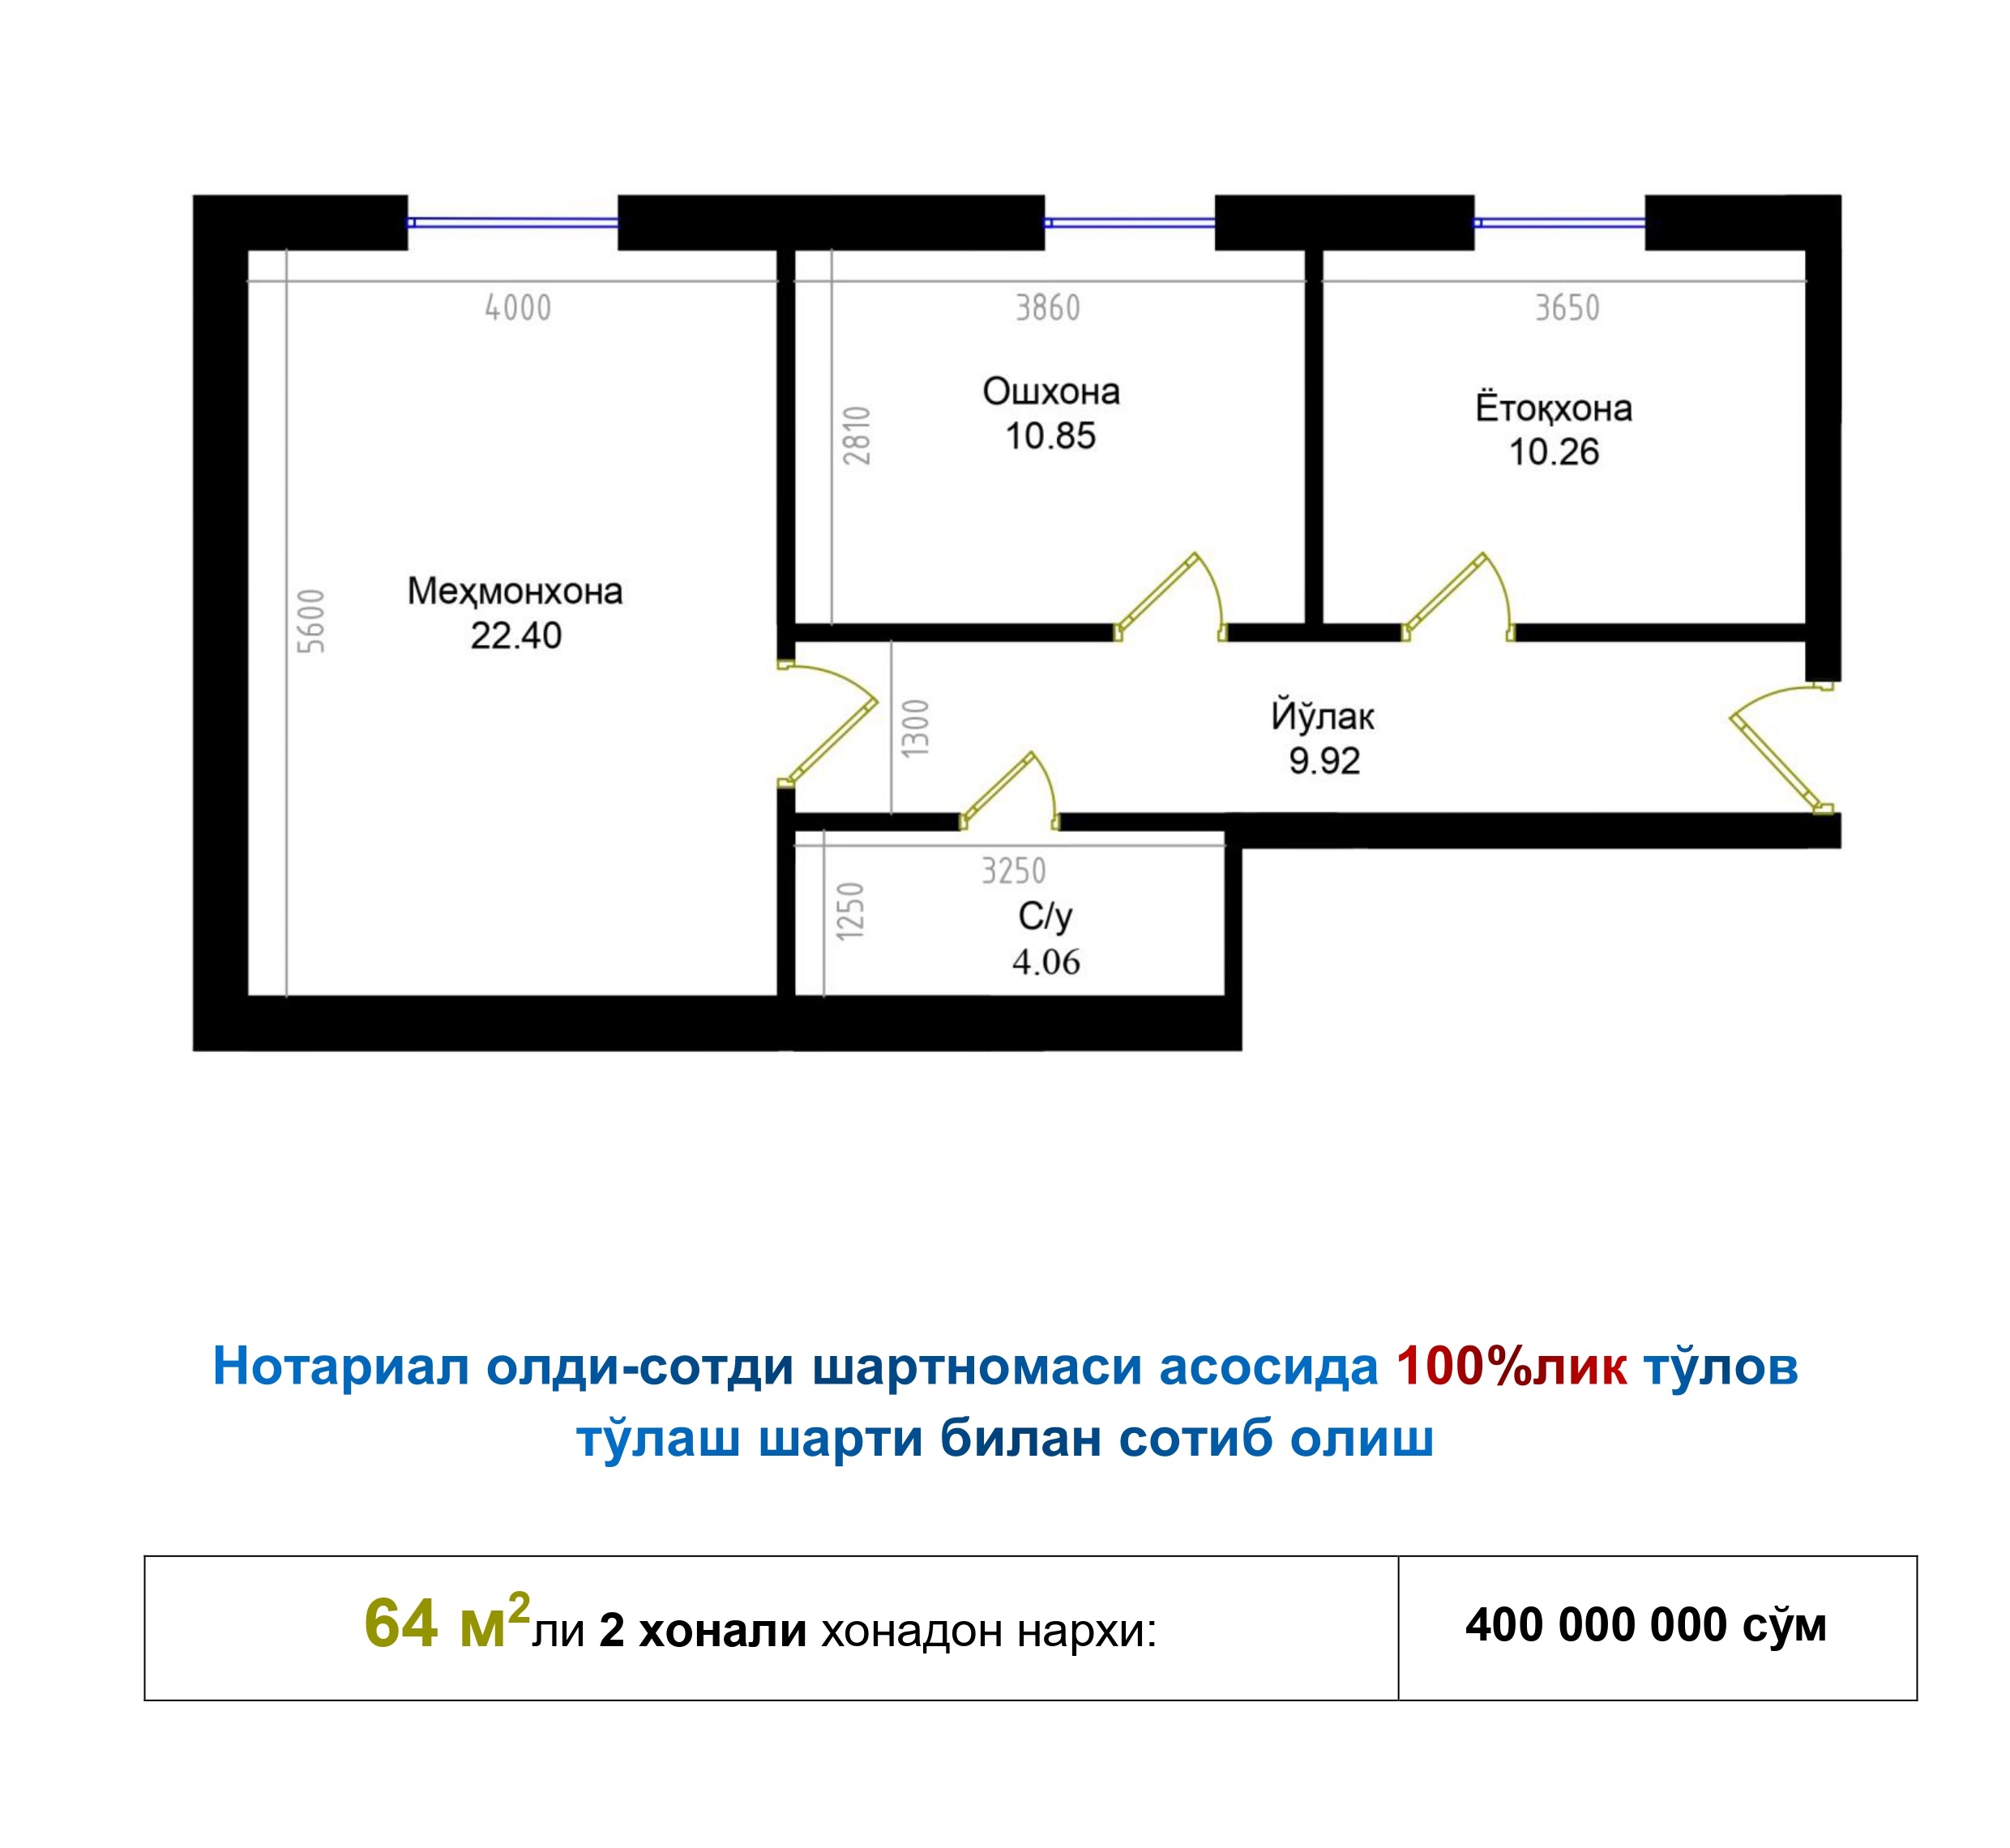 4000
3860
3650
Ошхона
10.85
Ётоқхона
10.26
2810
Меҳмонхона
22.40
5600
Йўлак
9.92
1300
3250
1250
С/у
4.06
Нотариал олди-сотди шартномаси асосида 100%лик тўлов
тўлаш шарти билан сотиб олиш
64 м²ли 2 хонали хонадон нархи:
400 000 000 сўм